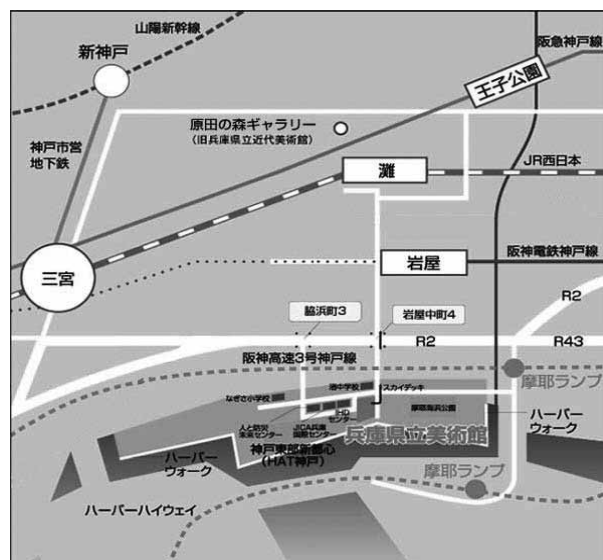 山陽新幹線
新神戸
阪急神戸線
王子公園
原田の森ギャラリー
(旧兵庫県立近代美術館)
神戸市営
地下鉄
灘
JR西日本
三宮
岩屋
阪神電鉄神戸線
R2
脇浜町3
岩屋中町4
R2
R43
阪神高速3号神戸線
摩耶ランプ
スカイデッキ
なぎさ小学校
摩耶海浜公園
IHD
センター
人と防災
未来センター
JICA兵庫
国際センター
ハーバー
ウォーク
兵庫県立美術館
神戸東部新都心
(HAT神戸)
ハーバー
ウォーク
摩耶ランプ
ハーバーハイウェイ